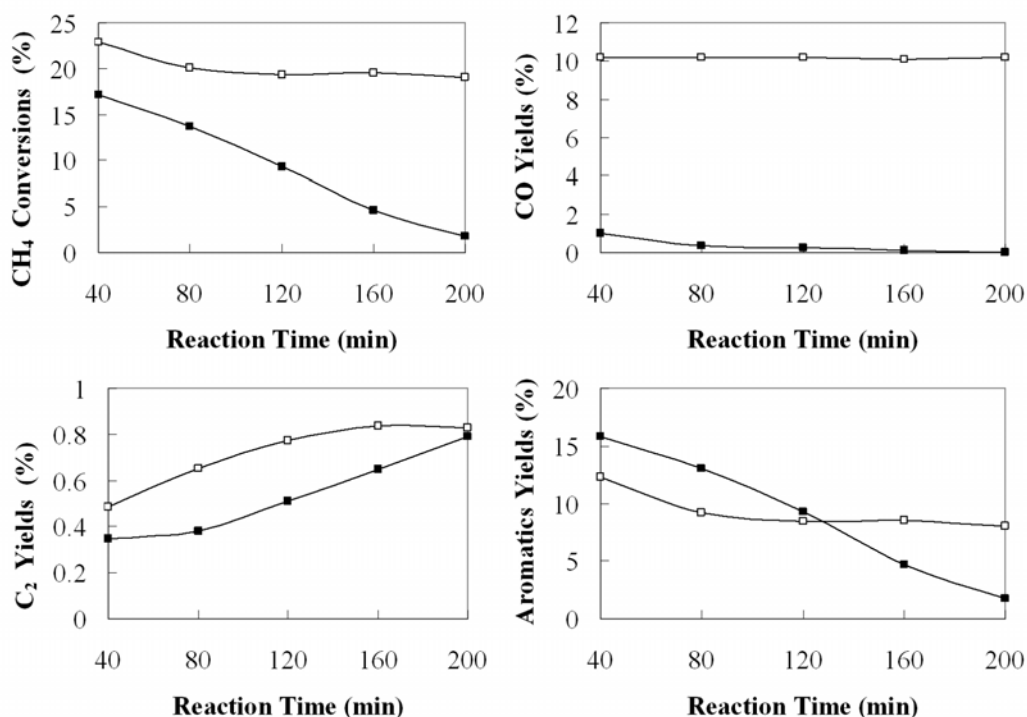 CH₄ Conversions (%)
25
20
15
10
5
0
40 80 120 160 200
Reaction Time (min)
CO Yields (%)
12
10
8
6
4
2
0
40 80 120 160 200
Reaction Time (min)
C₂ Yields (%)
1
0.8
0.6
0.4
0.2
0
40 80 120 160 200
Reaction Time (min)
Aromatics Yields (%)
20
15
10
5
0
40 80 120 160 200
Reaction Time (min)